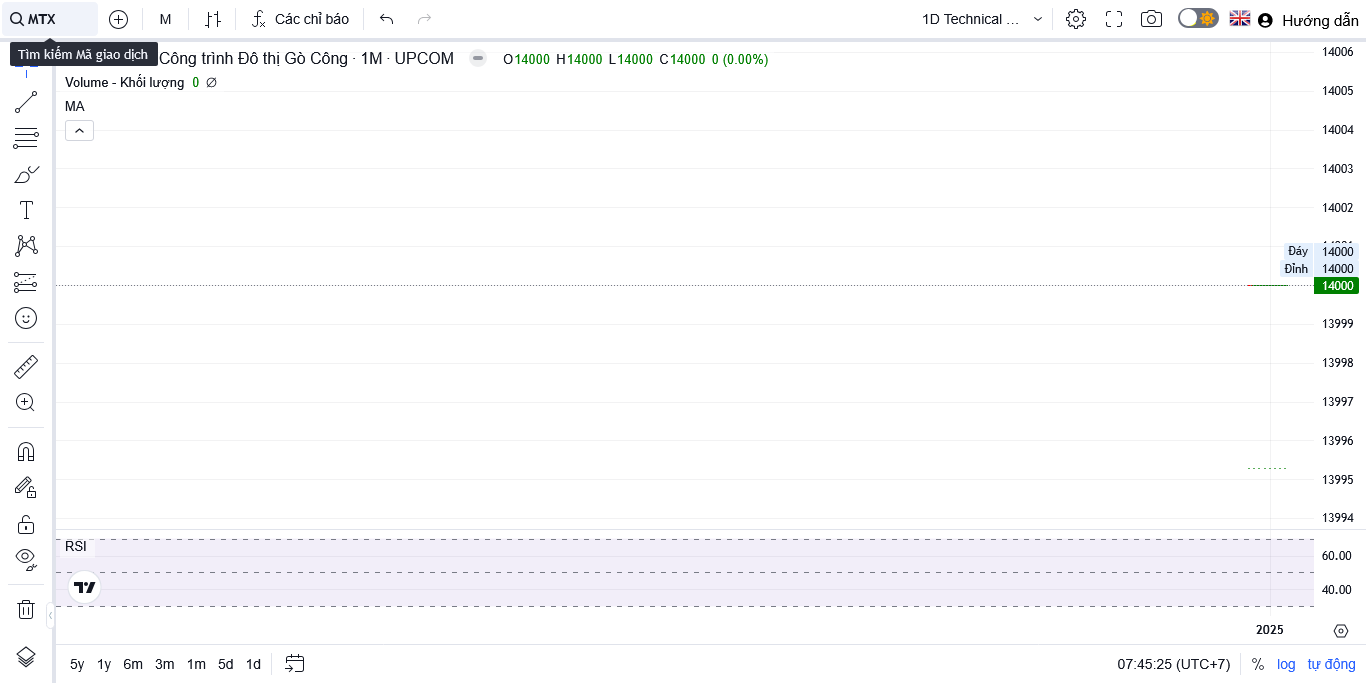 MTX M Các chỉ báo 1D Technical ... Hướng dẫn
Tìm kiếm Mã giao dịch
Công trình Đô thị Gò Công · 1M · UPCOM O14000 H14000 L14000 C14000 0 (0.00%)
Volume - Khối lượng 0 ∅
MA
14006
14005
14004
14003
14002
Đáy 14000
Đỉnh 14000
14000
13999
13998
13997
13996
13995
13994
RSI
60.00
40.00
2025
5y 1y 6m 3m 1m 5d 1d 07:45:25 (UTC+7) % log tự động